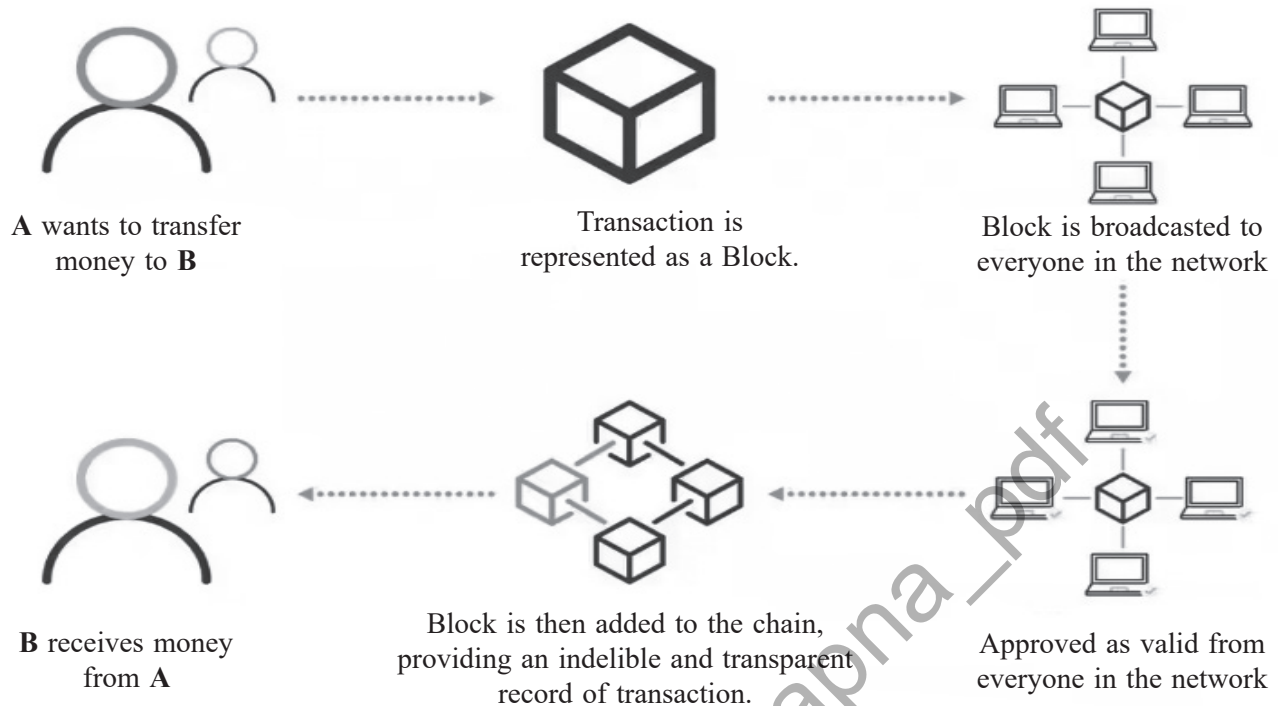 A wants to transfer
money to B
Transaction is
represented as a Block.
Block is broadcasted to
everyone in the network
Approved as valid from
everyone in the network
Block is then added to the chain,
providing an indelible and transparent
record of transaction.
B receives money
from A
apna_pdf